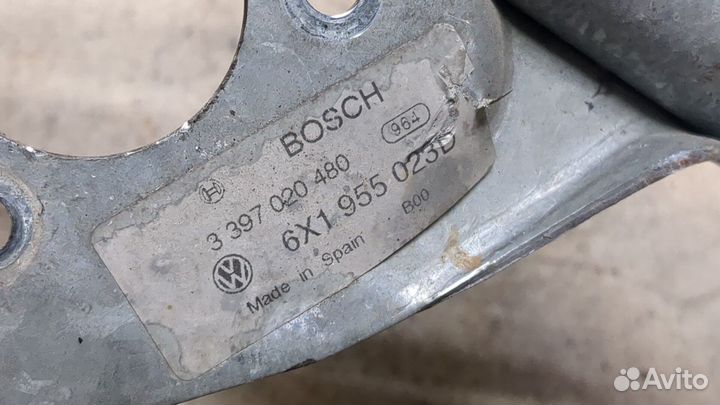 BOSCH
964
3 397 020 480
6X1 955 023D
B00
Made in Spain
Avito